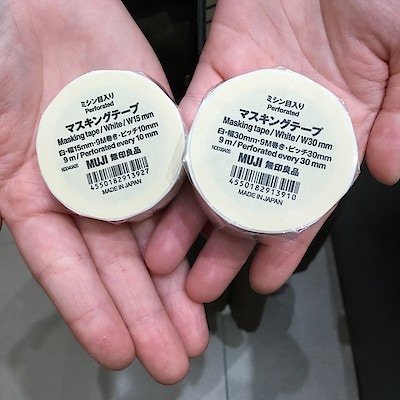 ミシン目入り
Perforated
マスキングテープ
Masking tape / White / W15 mm
白・幅15mm・9M巻き・ピッチ10mm
9 m / Perforated every 10 mm
MUJI 無印良品
4550182913927
MADE IN JAPAN
ミシン目入り
Perforated
マスキングテープ
Masking tape / White / W30 mm
白・幅30mm・9M巻き・ピッチ30mm
9 m / Perforated every 30 mm
MUJI 無印良品
4550182913910
MADE IN JAPAN